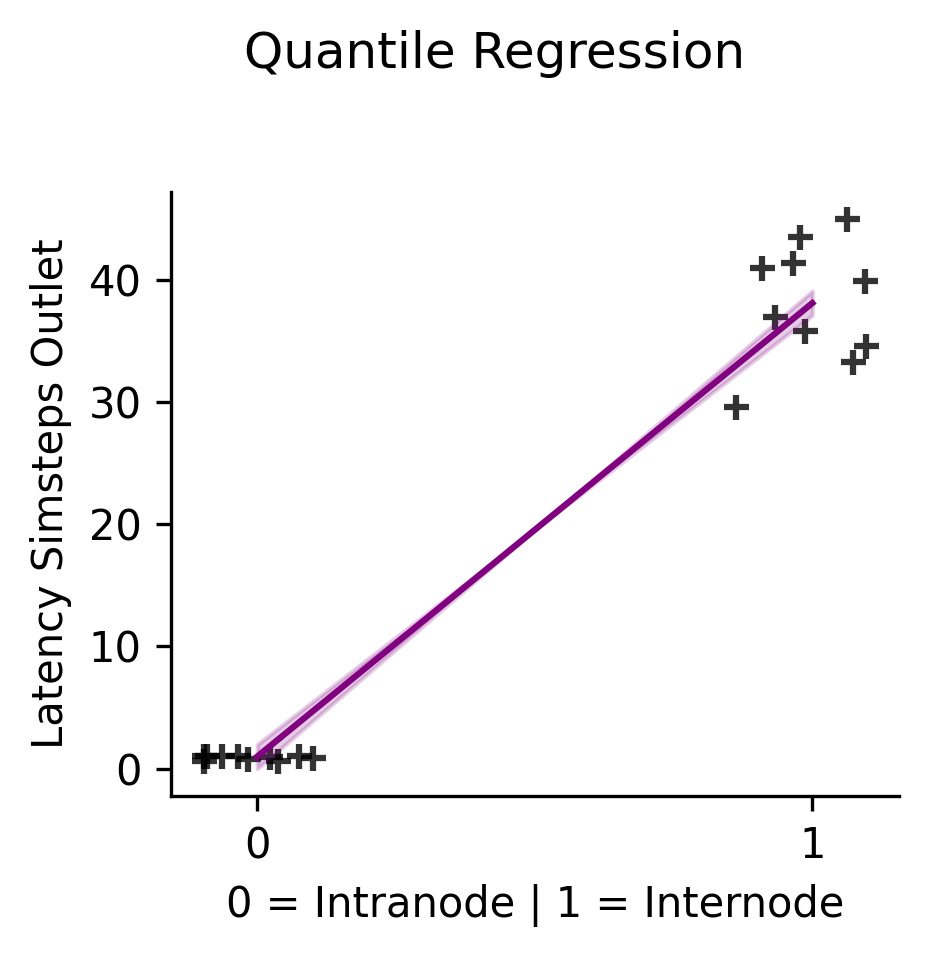 Quantile Regression
Latency Simsteps Outlet
40
30
20
10
0
0
1
0 = Intranode | 1 = Internode